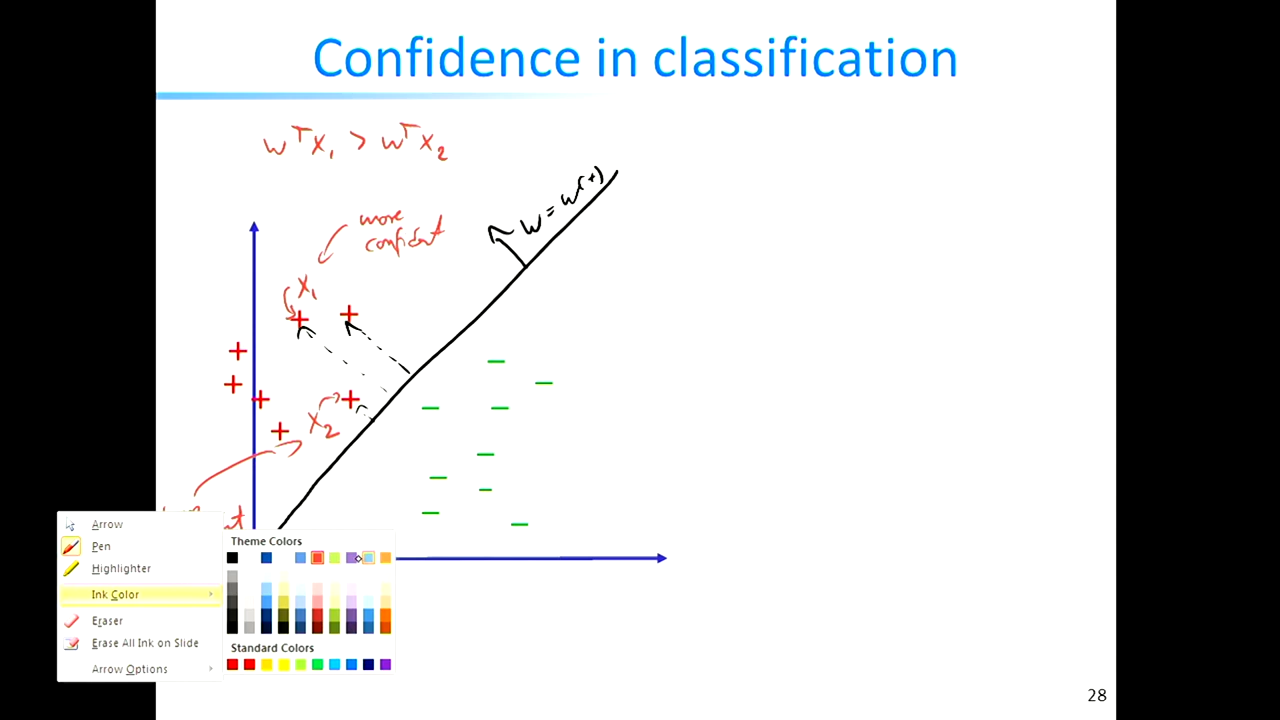 Confidence in classification
wᵀx₁ > wᵀx₂
w = w⁽⁺⁾
more
confident
x₁
x₂
Arrow
Pen
Highlighter
Ink Color
Eraser
Erase All Ink on Slide
Arrow Options
Theme Colors
Standard Colors
28